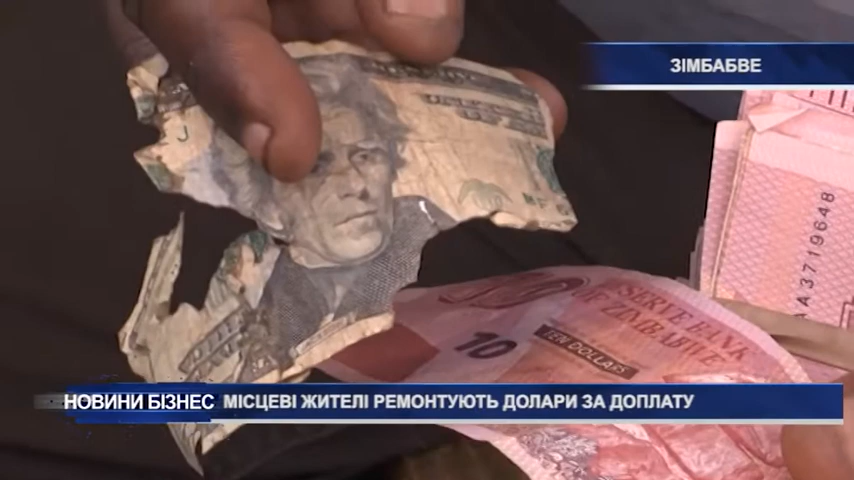 ЗІМБАБВЕ
AA3719648
RESERVE BANK
OF ZIMBABWE
10
TEN DOLLARS
НОВИНИ БІЗНЕС
МІСЦЕВІ ЖИТЕЛІ РЕМОНТУЮТЬ ДОЛАРИ ЗА ДОПЛАТУ